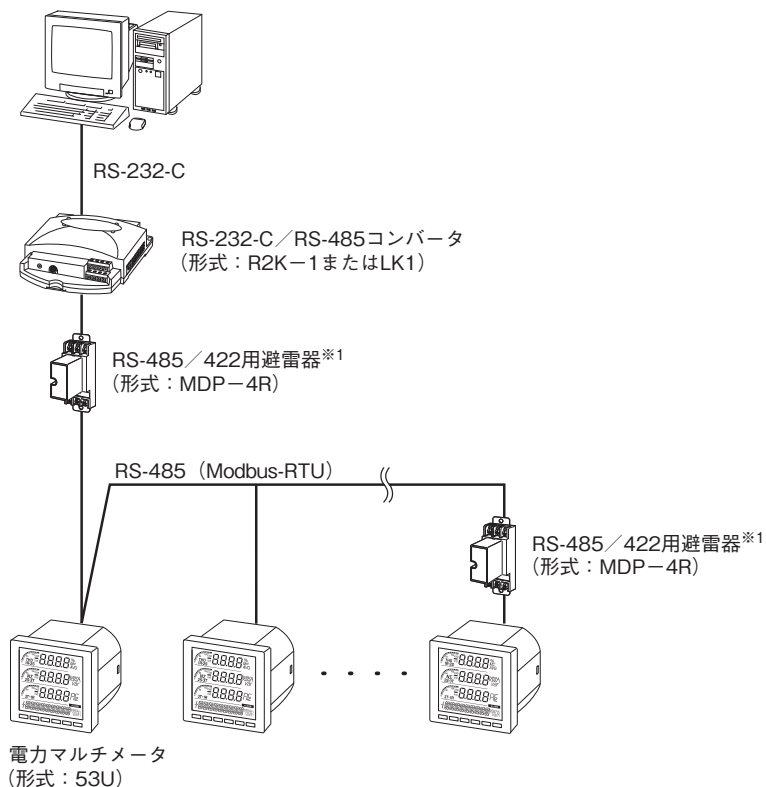 RS-232-C
RS-232-C／RS-485コンバータ
（形式：R2K－1またはLK1）
RS-485／422用避雷器※1
（形式：MDP－4R）
RS-485（Modbus-RTU）
RS-485／422用避雷器※1
（形式：MDP－4R）
電力マルチメータ
（形式：53U）